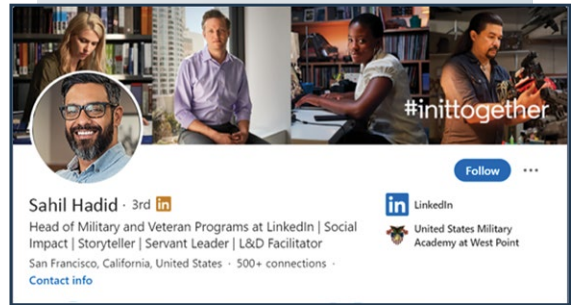 #inittogether
Follow
Sahil Hadid · 3rd in
Head of Military and Veteran Programs at LinkedIn | Social
Impact | Storyteller | Servant Leader | L&D Facilitator
San Francisco, California, United States · 500+ connections ·
Contact info
in LinkedIn
United States Military
Academy at West Point